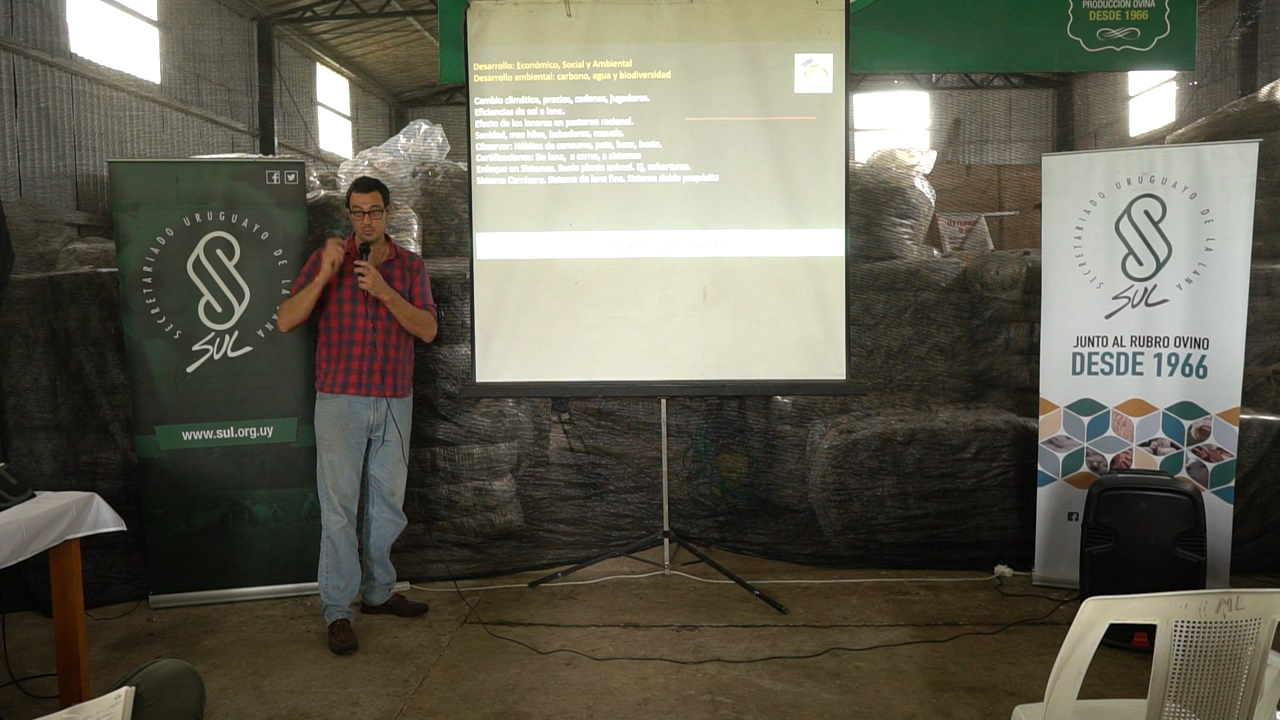 PRODUCCIÓN OVINA
DESDE 1966
Desarrollo: Económico, Social y Ambiental
Desarrollo ambiental: carbono, agua y biodiversidad
Cambio climático, precios, cadenas, jugadores.
Eficiencias de sol a lana.
Efecto de los lanares en pastoreo racional.
Sanidad, mas hilos, bebederos, escuela.
Observar: Hábitos de consumo, pato, boca, bosta.
Certificaciones: De lana, a carne, a sistemas
Enfoque en Sistemas. Suelo planta animal. Ej, coberturas.
Sistema Carnicero. Sistema de lana fina. Sistema doble propósito
SECRETARIADO URUGUAYO DE LA LANA
SUL
www.sul.org.uy
SECRETARIADO URUGUAYO DE LA LANA
SUL
JUNTO AL RUBRO OVINO
DESDE 1966
ML